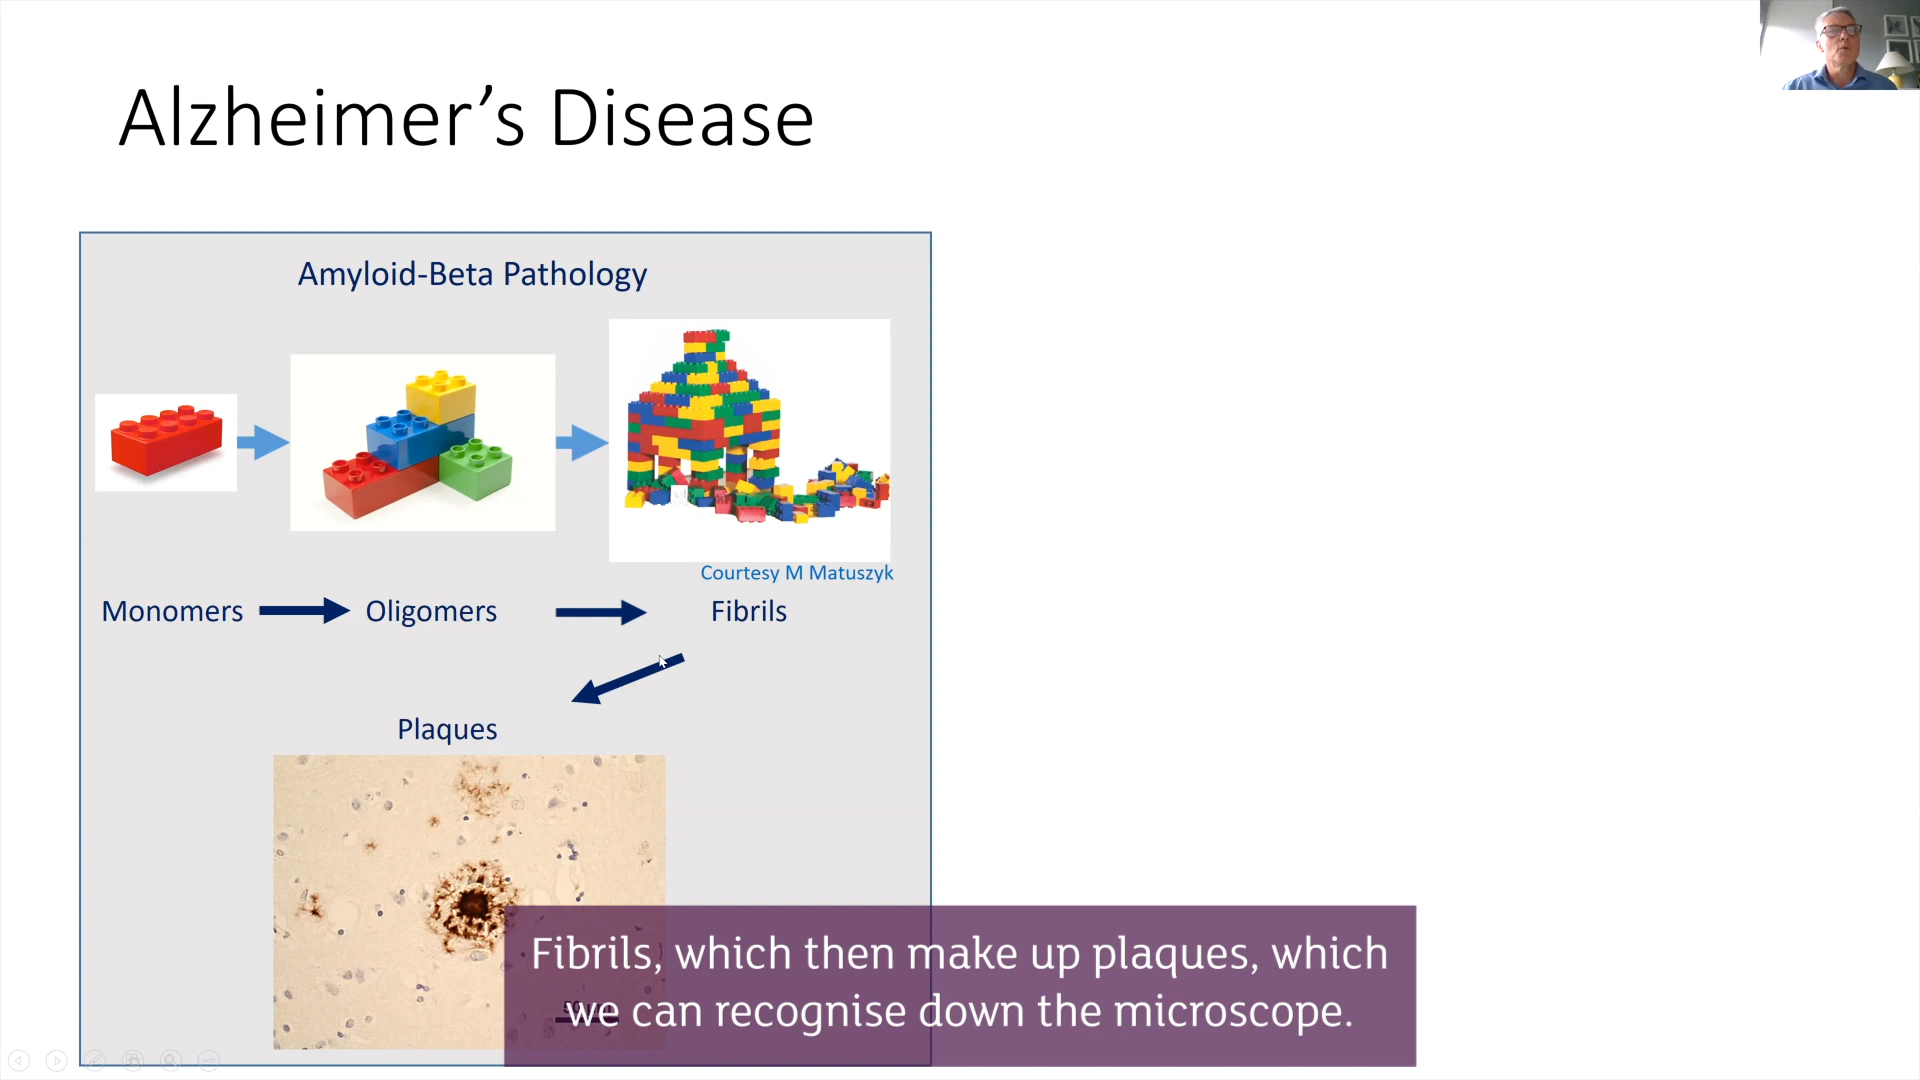 Alzheimer’s Disease
Amyloid-Beta Pathology
Courtesy M Matuszyk
Monomers
Oligomers
Fibrils
Plaques
Fibrils, which then make up plaques, which
we can recognise down the microscope.